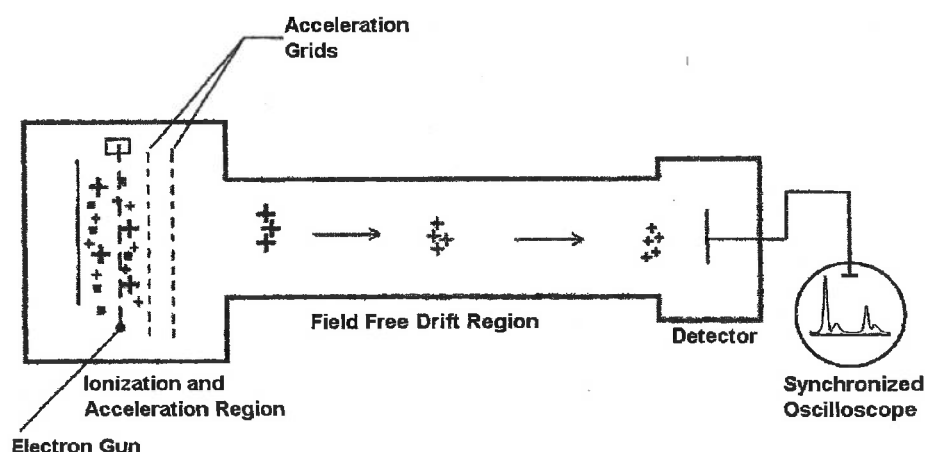 Acceleration
Grids
Field Free Drift Region
Detector
Ionization and
Acceleration Region
Synchronized
Oscilloscope
Electron Gun